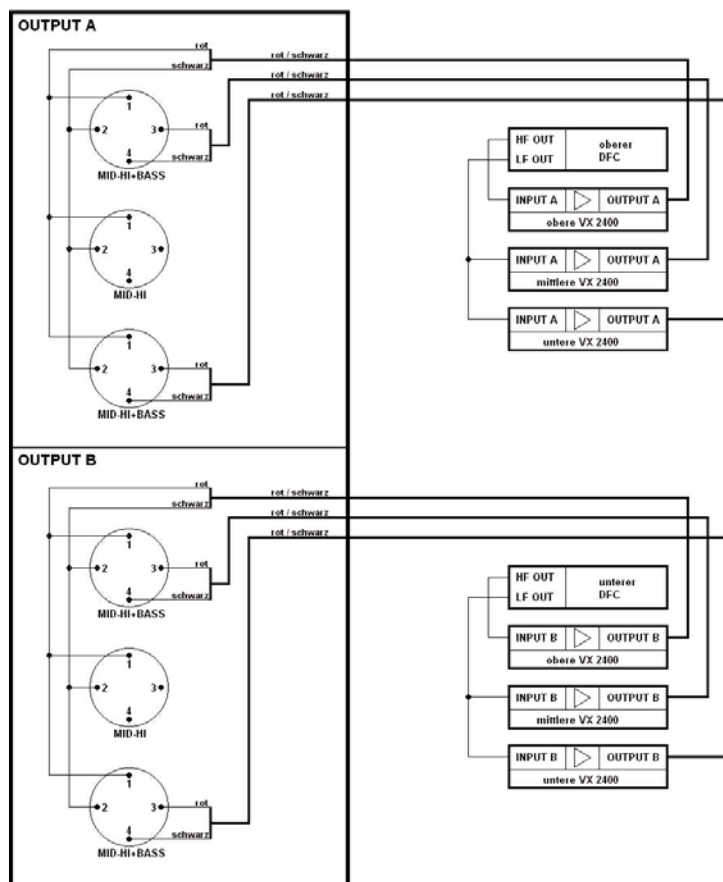 OUTPUT A
rot
rot / schwarz
schwarz
rot / schwarz
rot / schwarz
1
2 3 rot
4 schwarz
MID-HI+BASS
HF OUT oberer
LF OUT DFC
INPUT A OUTPUT A
obere VX 2400
1
2 3
4
MID-HI
INPUT A OUTPUT A
mittlere VX 2400
INPUT A OUTPUT A
untere VX 2400
1
2 3 rot
4 schwarz
MID-HI+BASS
OUTPUT B
rot
rot / schwarz
schwarz
rot / schwarz
rot / schwarz
1
2 3 rot
4 schwarz
MID-HI+BASS
HF OUT unterer
LF OUT DFC
INPUT B OUTPUT B
obere VX 2400
1
2 3
4
MID-HI
INPUT B OUTPUT B
mittlere VX 2400
INPUT B OUTPUT B
untere VX 2400
1
2 3 rot
4 schwarz
MID-HI+BASS